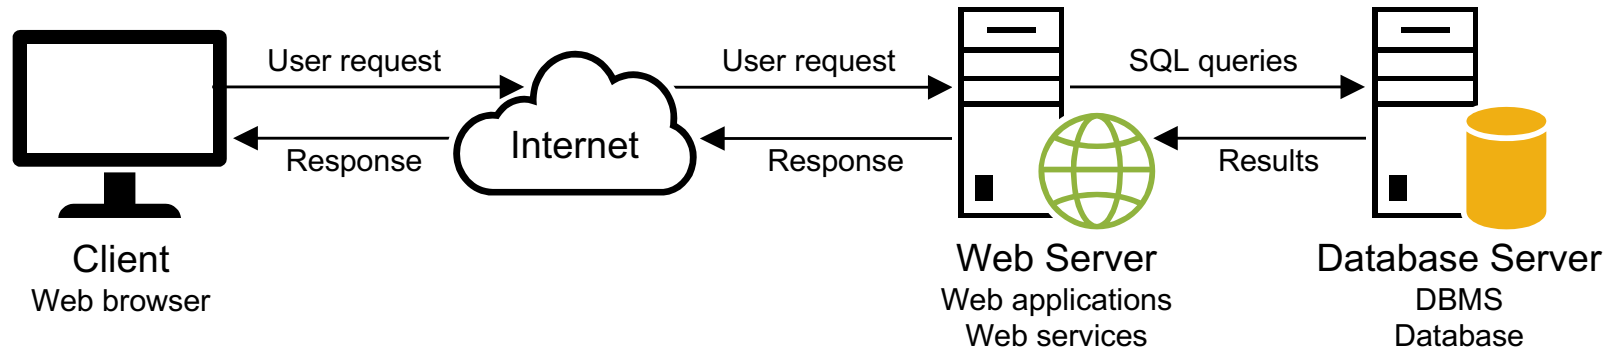 User request
User request
SQL queries
Internet
Response
Response
Results
Client
Web browser
Web Server
Web applications
Web services
Database Server
DBMS
Database